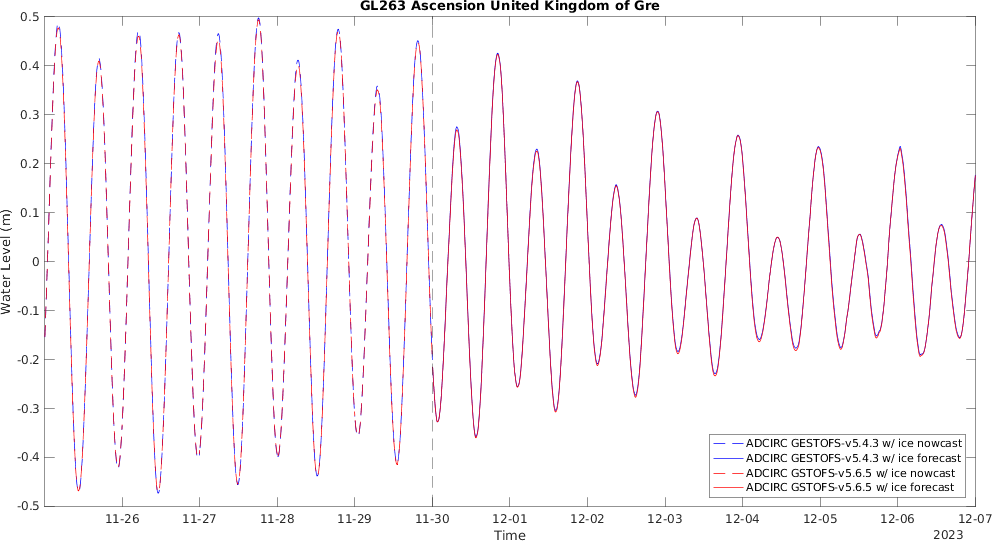 GL263 Ascension United Kingdom of Gre
Water Level (m)
0.5
0.4
0.3
0.2
0.1
0
-0.1
-0.2
-0.3
-0.4
-0.5
ADCIRC GESTOFS-v5.4.3 w/ ice nowcast
ADCIRC GESTOFS-v5.4.3 w/ ice forecast
ADCIRC GSTOFS-v5.6.5 w/ ice nowcast
ADCIRC GSTOFS-v5.6.5 w/ ice forecast
11-26 11-27 11-28 11-29 11-30 12-01 12-02 12-03 12-04 12-05 12-06 12-07
Time
2023